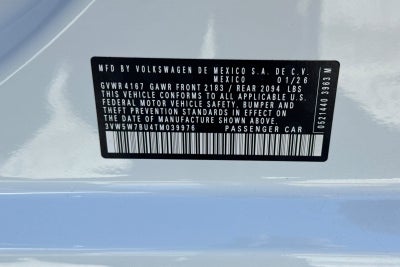 MFD BY VOLKSWAGEN DE MEXICO S.A. DE C.V.
MEXICO 01/26
GVWR 4167 GAWR FRONT 2183 / REAR 2094 LBS
THIS VEHICLE CONFORMS TO ALL APPLICABLE U.S.
FEDERAL MOTOR VEHICLE SAFETY, BUMPER AND
THEFT PREVENTION STANDARDS IN EFFECT ON
THE DATE OF MANUFACTURE SHOWN ABOVE.
3VW5W7BU4TM039976 PASSENGER CAR
0521440 3963 M